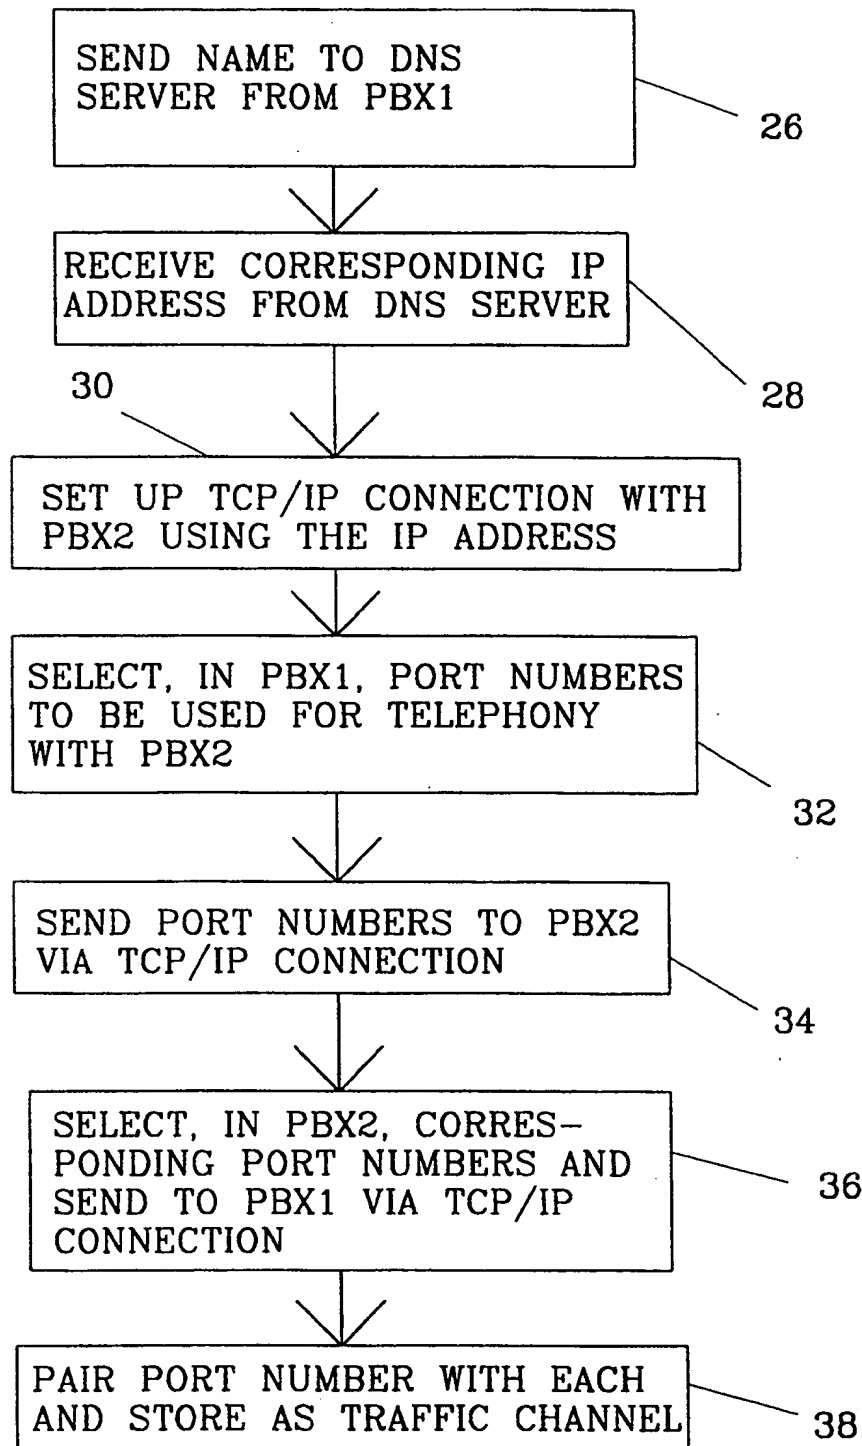 SEND NAME TO DNS
SERVER FROM PBX1
26
RECEIVE CORRESPONDING IP
ADDRESS FROM DNS SERVER
28
30
SET UP TCP/IP CONNECTION WITH
PBX2 USING THE IP ADDRESS
SELECT, IN PBX1, PORT NUMBERS
TO BE USED FOR TELEPHONY
WITH PBX2
32
SEND PORT NUMBERS TO PBX2
VIA TCP/IP CONNECTION
34
SELECT, IN PBX2, CORRES-
PONDING PORT NUMBERS AND
SEND TO PBX1 VIA TCP/IP
CONNECTION
36
PAIR PORT NUMBER WITH EACH
AND STORE AS TRAFFIC CHANNEL
38